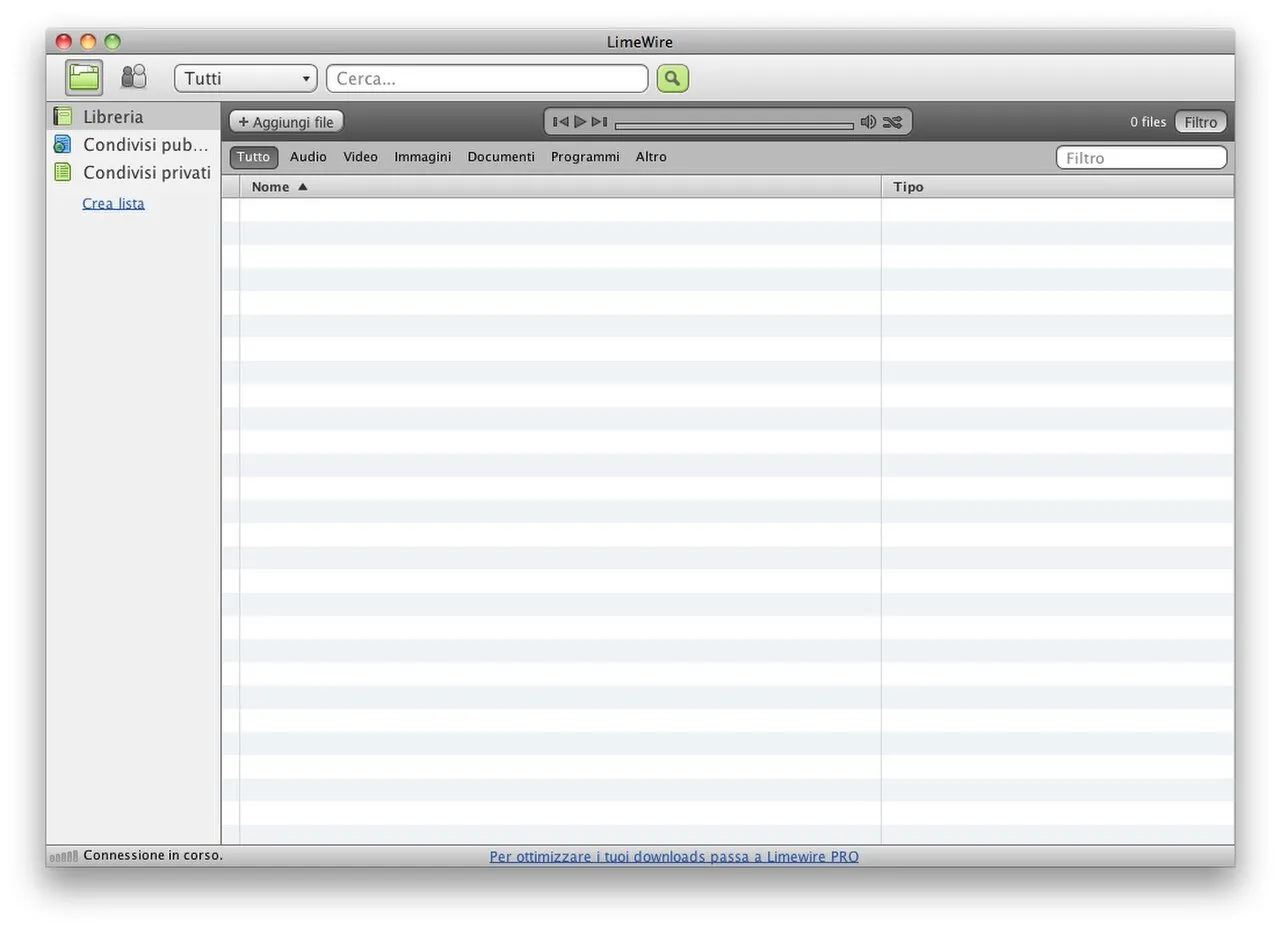 LimeWire
Tutti
Cerca...
Libreria
Condivisi pub...
Condivisi privati
Crea lista
+ Aggiungi file
0 files
Filtro
Tutto Audio Video Immagini Documenti Programmi Altro
Filtro
Nome
Tipo
Connessione in corso.
Per ottimizzare i tuoi downloads passa a Limewire PRO